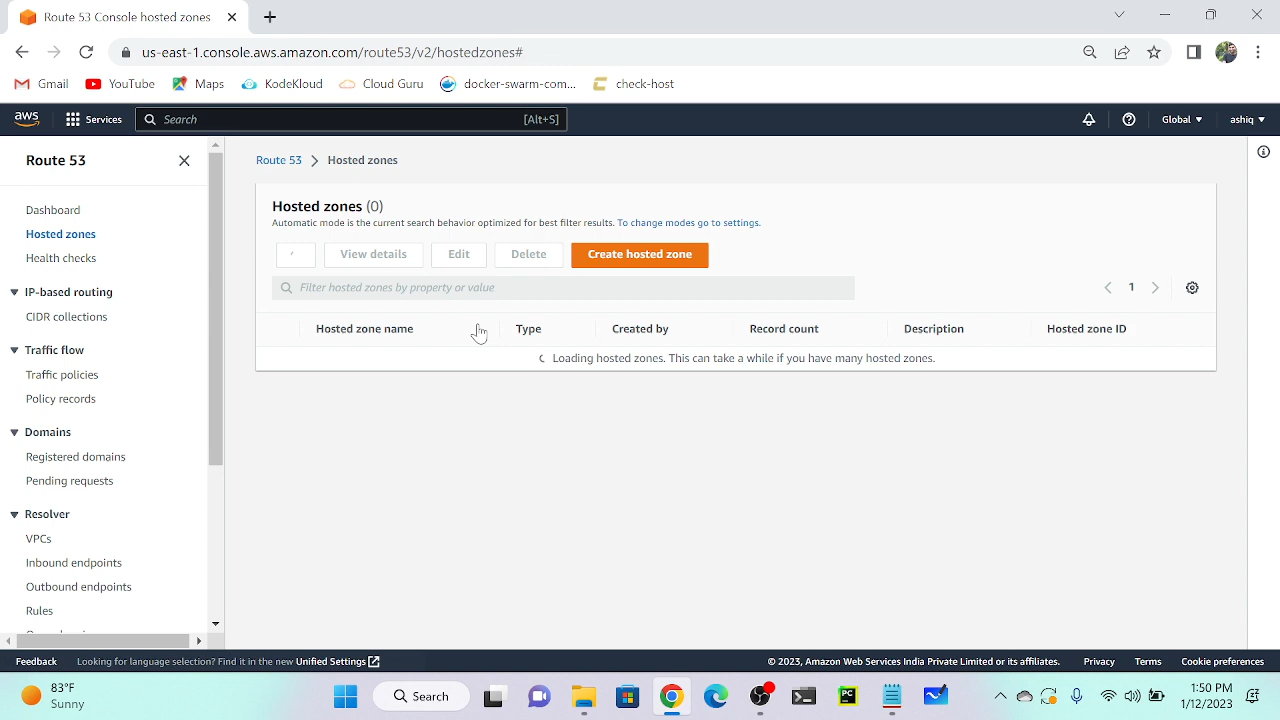 Route 53 Console hosted zones
us-east-1.console.aws.amazon.com/route53/v2/hostedzones#
Gmail
YouTube
Maps
KodeKloud
Cloud Guru
docker-swarm-com...
check-host
aws
Services
Search
[Alt+S]
Global
ashiq
Route 53
Dashboard
Hosted zones
Health checks
IP-based routing
CIDR collections
Traffic flow
Traffic policies
Policy records
Domains
Registered domains
Pending requests
Resolver
VPCs
Inbound endpoints
Outbound endpoints
Rules
Route 53 > Hosted zones
Hosted zones (0)
Automatic mode is the current search behavior optimized for best filter results. To change modes go to settings.
View details
Edit
Delete
Create hosted zone
Filter hosted zones by property or value
1
Hosted zone name
Type
Created by
Record count
Description
Hosted zone ID
Loading hosted zones. This can take a while if you have many hosted zones.
Feedback
Looking for language selection? Find it in the new Unified Settings
© 2023, Amazon Web Services India Private Limited or its affiliates.
Privacy
Terms
Cookie preferences
83°F
Sunny
Search
PC
1:50 PM
1/12/2023